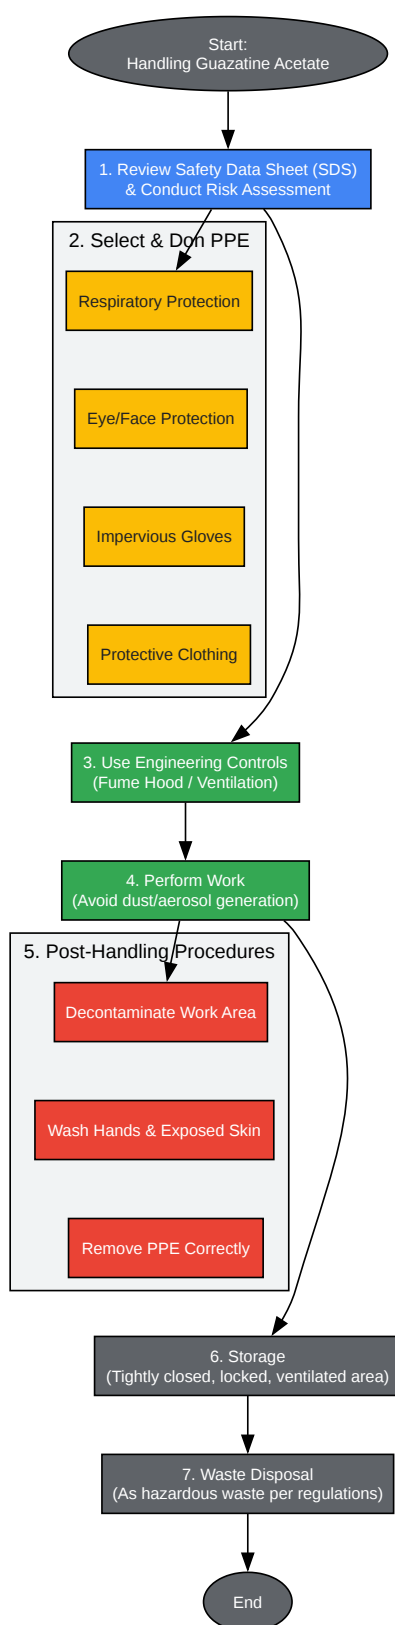 Start:
Handling Guazatine Acetate
1. Review Safety Data Sheet (SDS)
& Conduct Risk Assessment
2. Select & Don PPE
Respiratory Protection
Eye/Face Protection
Impervious Gloves
Protective Clothing
3. Use Engineering Controls
(Fume Hood / Ventilation)
4. Perform Work
(Avoid dust/aerosol generation)
5. Post-Handling Procedures
Decontaminate Work Area
Wash Hands & Exposed Skin
Remove PPE Correctly
6. Storage
(Tightly closed, locked, ventilated area)
7. Waste Disposal
(As hazardous waste per regulations)
End